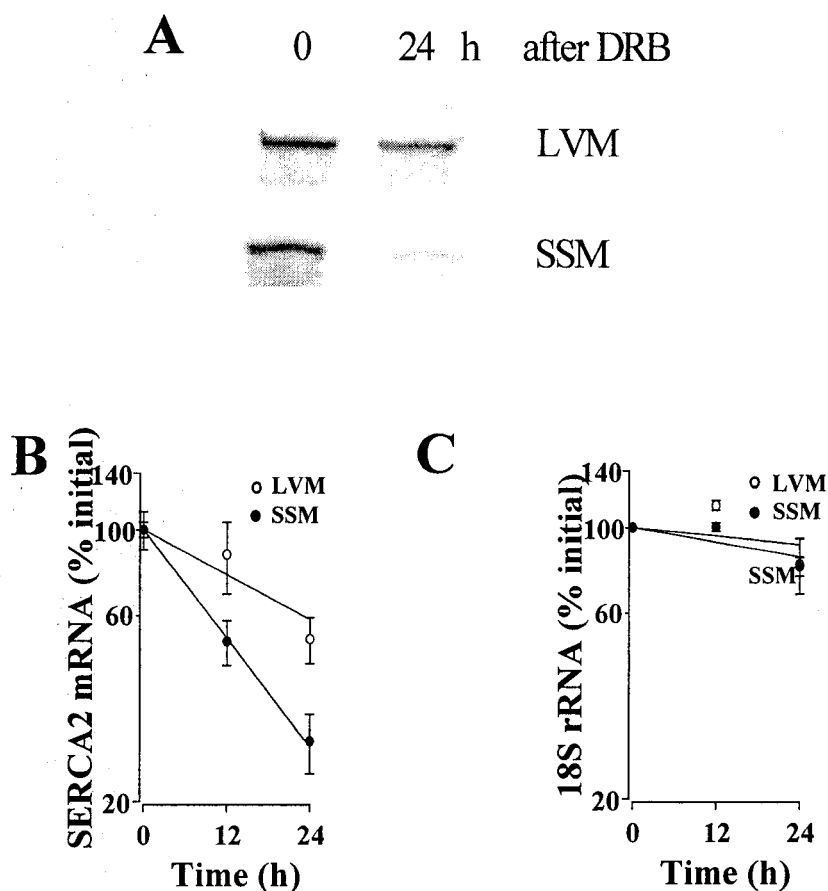 A
0 24 h after DRB
LVM
SSM
B
SERCA2 mRNA (% initial)
140
100
60
20
LVM
SSM
0 12 24
Time (h)
C
18S rRNA (% initial)
140
100
60
20
LVM
SSM
SSM
0 12 24
Time (h)